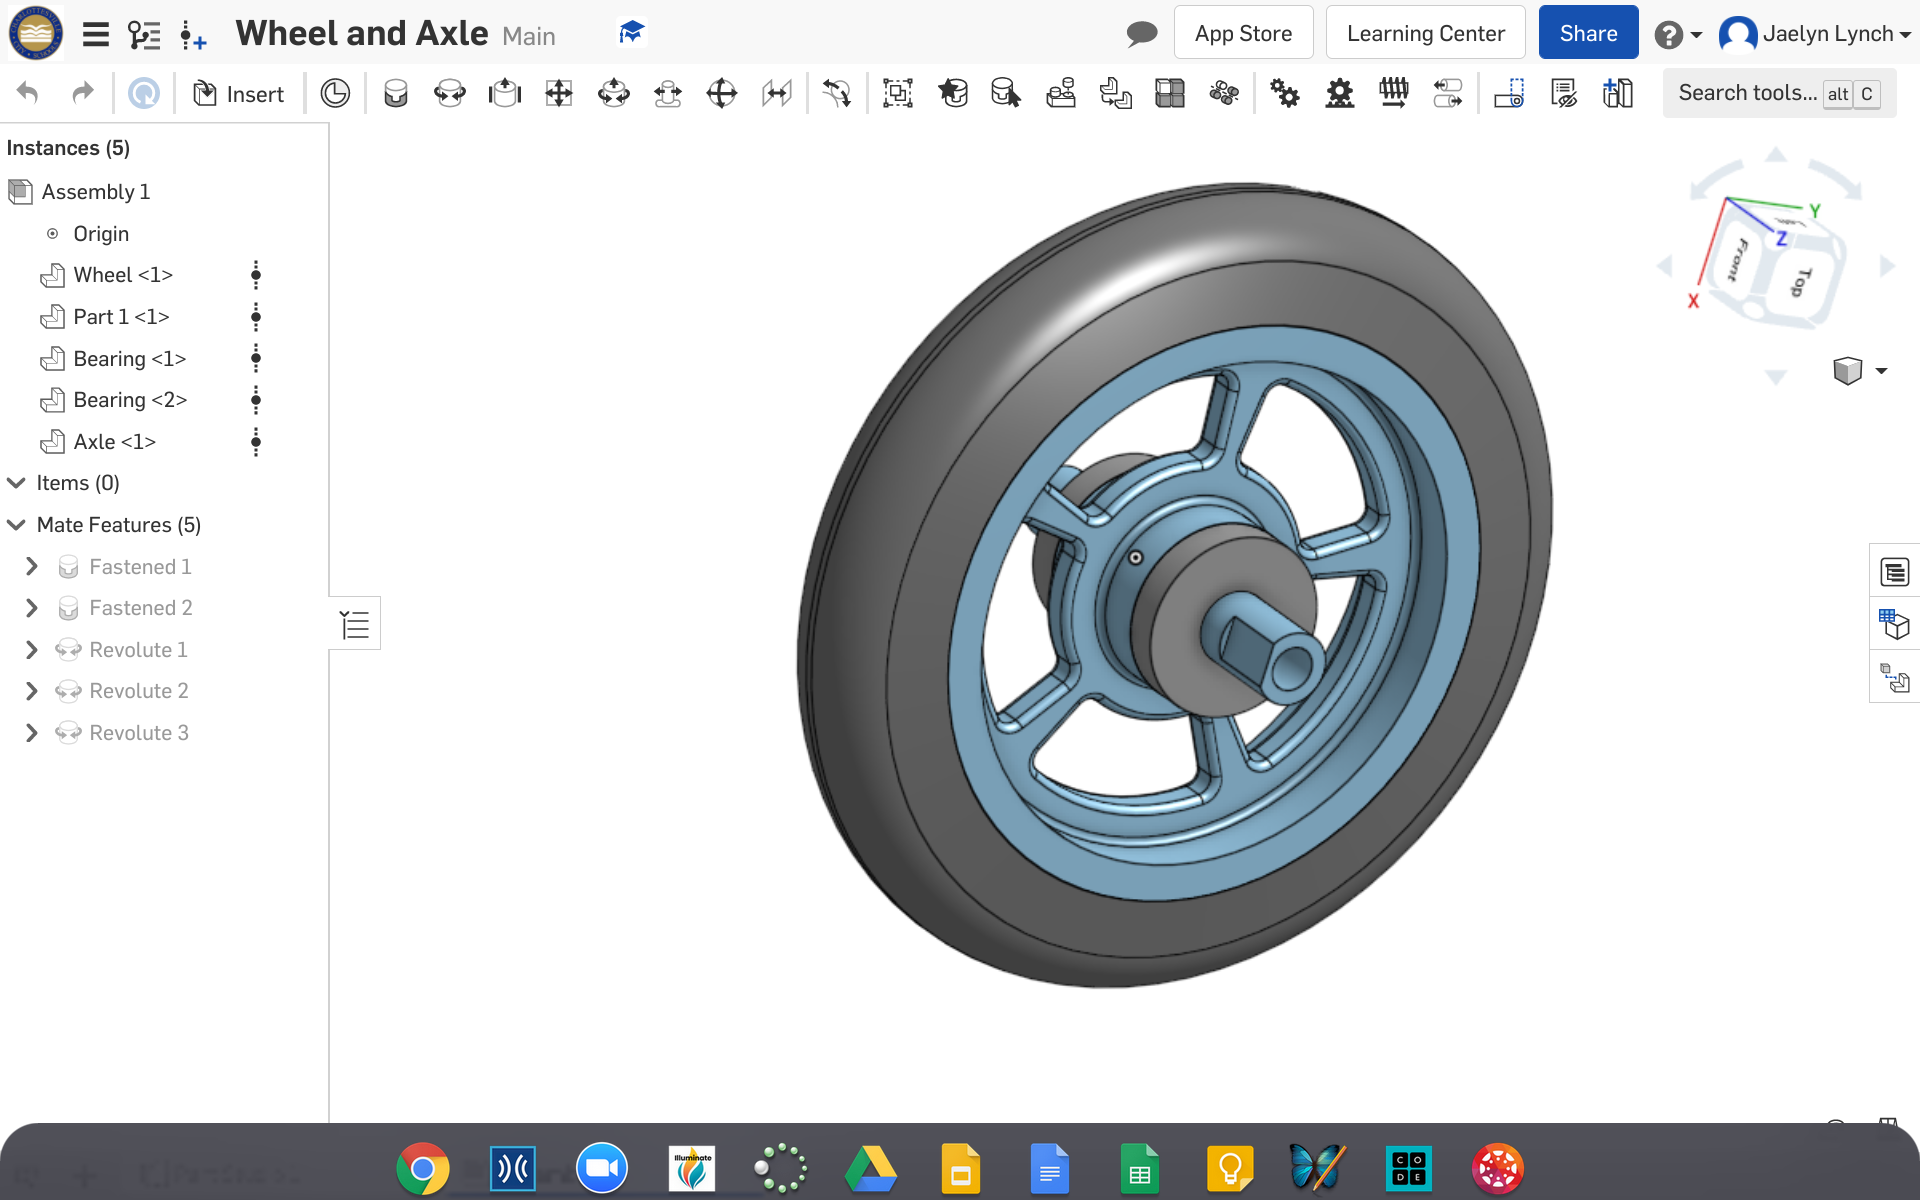 Wheel and Axle Main
App Store
Learning Center
Share
Jaelyn Lynch
Insert
Search tools... alt C
Instances (5)
Assembly 1
Origin
Wheel <1>
Part 1 <1>
Bearing <1>
Bearing <2>
Axle <1>
Items (0)
Mate Features (5)
Fastened 1
Fastened 2
Revolute 1
Revolute 2
Revolute 3
Y
Z
X
Front
Top
Illuminate
CO
DE